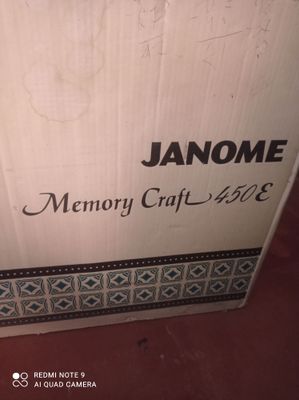 JANOME
Memory Craft 450E
REDMI NOTE 9
AI QUAD CAMERA